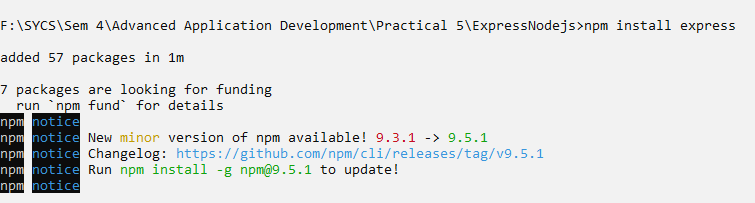 F:\SYCS\Sem 4\Advanced Application Development\Practical 5\ExpressNodejs>npm install express
added 57 packages in 1m
7 packages are looking for funding
  run `npm fund` for details
npm notice
npm notice New minor version of npm available! 9.3.1 -> 9.5.1
npm notice Changelog: https://github.com/npm/cli/releases/tag/v9.5.1
npm notice Run npm install -g npm@9.5.1 to update!
npm notice